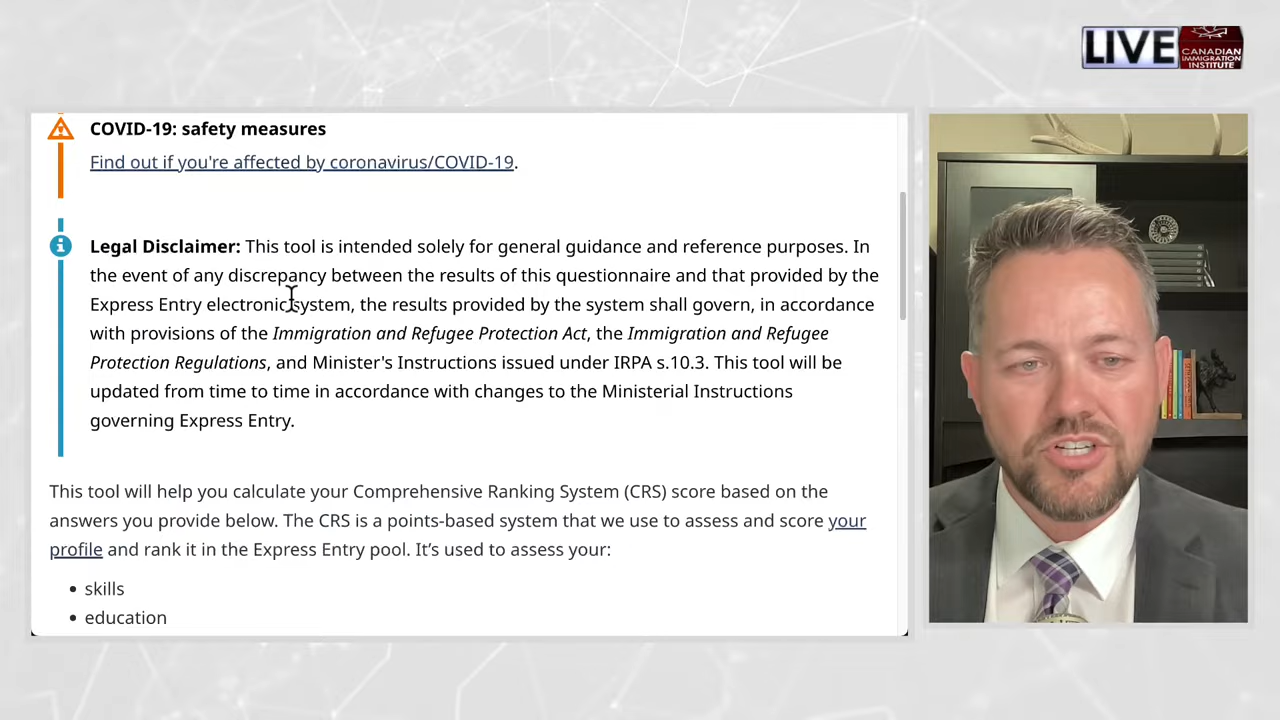 LIVE
CANADIAN
IMMIGRATION
INSTITUTE
COVID-19: safety measures
Find out if you're affected by coronavirus/COVID-19.
Legal Disclaimer: This tool is intended solely for general guidance and reference purposes. In
the event of any discrepancy between the results of this questionnaire and that provided by the
Express Entry electronic system, the results provided by the system shall govern, in accordance
with provisions of the Immigration and Refugee Protection Act, the Immigration and Refugee
Protection Regulations, and Minister's Instructions issued under IRPA s.10.3. This tool will be
updated from time to time in accordance with changes to the Ministerial Instructions
governing Express Entry.
This tool will help you calculate your Comprehensive Ranking System (CRS) score based on the
answers you provide below. The CRS is a points-based system that we use to assess and score your
profile and rank it in the Express Entry pool. It’s used to assess your:
• skills
• education